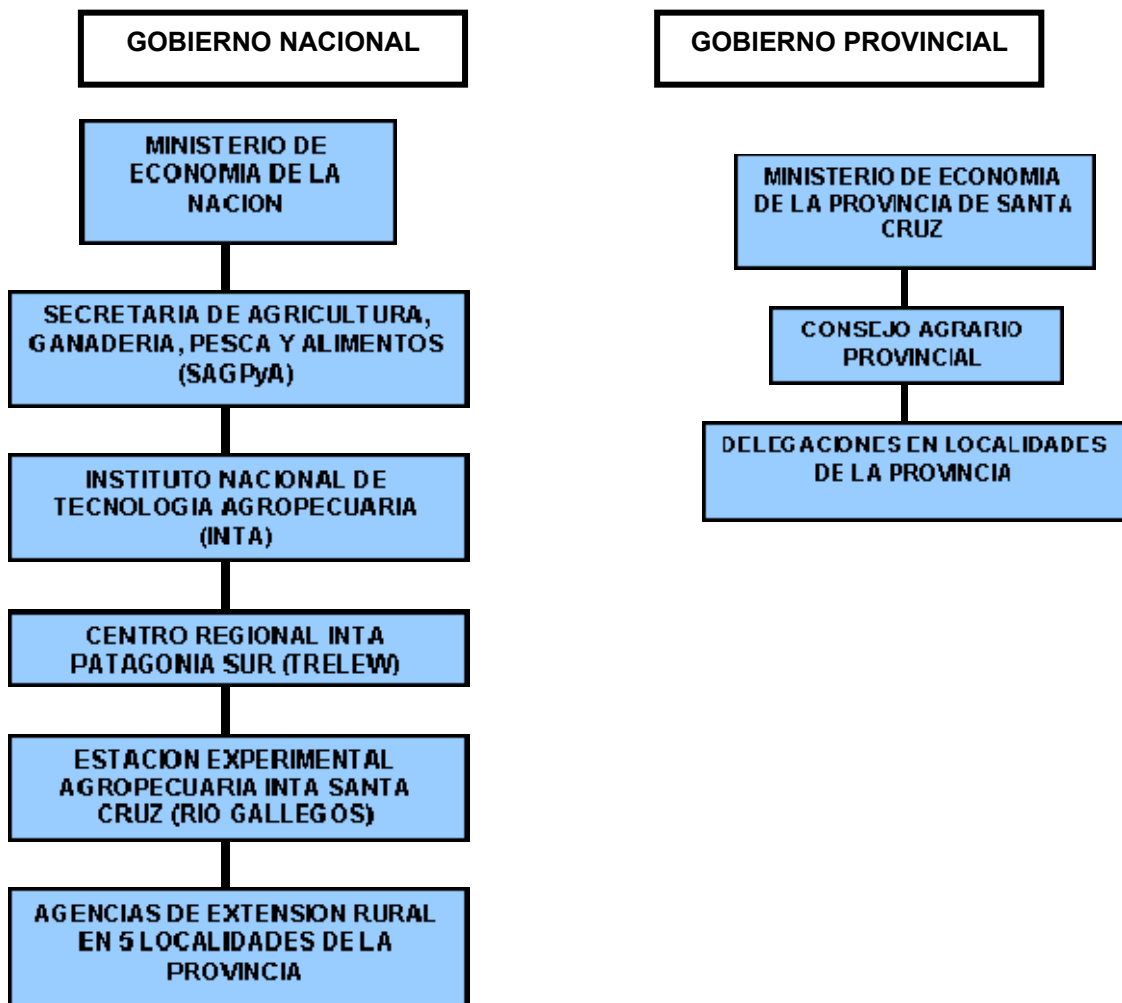 GOBIERNO NACIONAL
MINISTERIO DE
ECONOMIA DE LA
NACION
SECRETARIA DE AGRICULTURA,
GANADERIA, PESCA Y ALIMENTOS
(SAGPyA)
INSTITUTO NACIONAL DE
TECNOLOGIA AGROPECUARIA
(INTA)
CENTRO REGIONAL INTA
PATAGONIA SUR (TRELEW)
ESTACION EXPERIMENTAL
AGROPECUARIA INTA SANTA
CRUZ (RIO GALLEGOS)
AGENCIAS DE EXTENSION RURAL
EN 5 LOCALIDADES DE LA
PROVINCIA
GOBIERNO PROVINCIAL
MINISTERIO DE ECONOMIA
DE LA PROVINCIA DE SANTA
CRUZ
CONSEJO AGRARIO
PROVINCIAL
DELEGACIONES EN LOCALIDADES
DE LA PROVINCIA